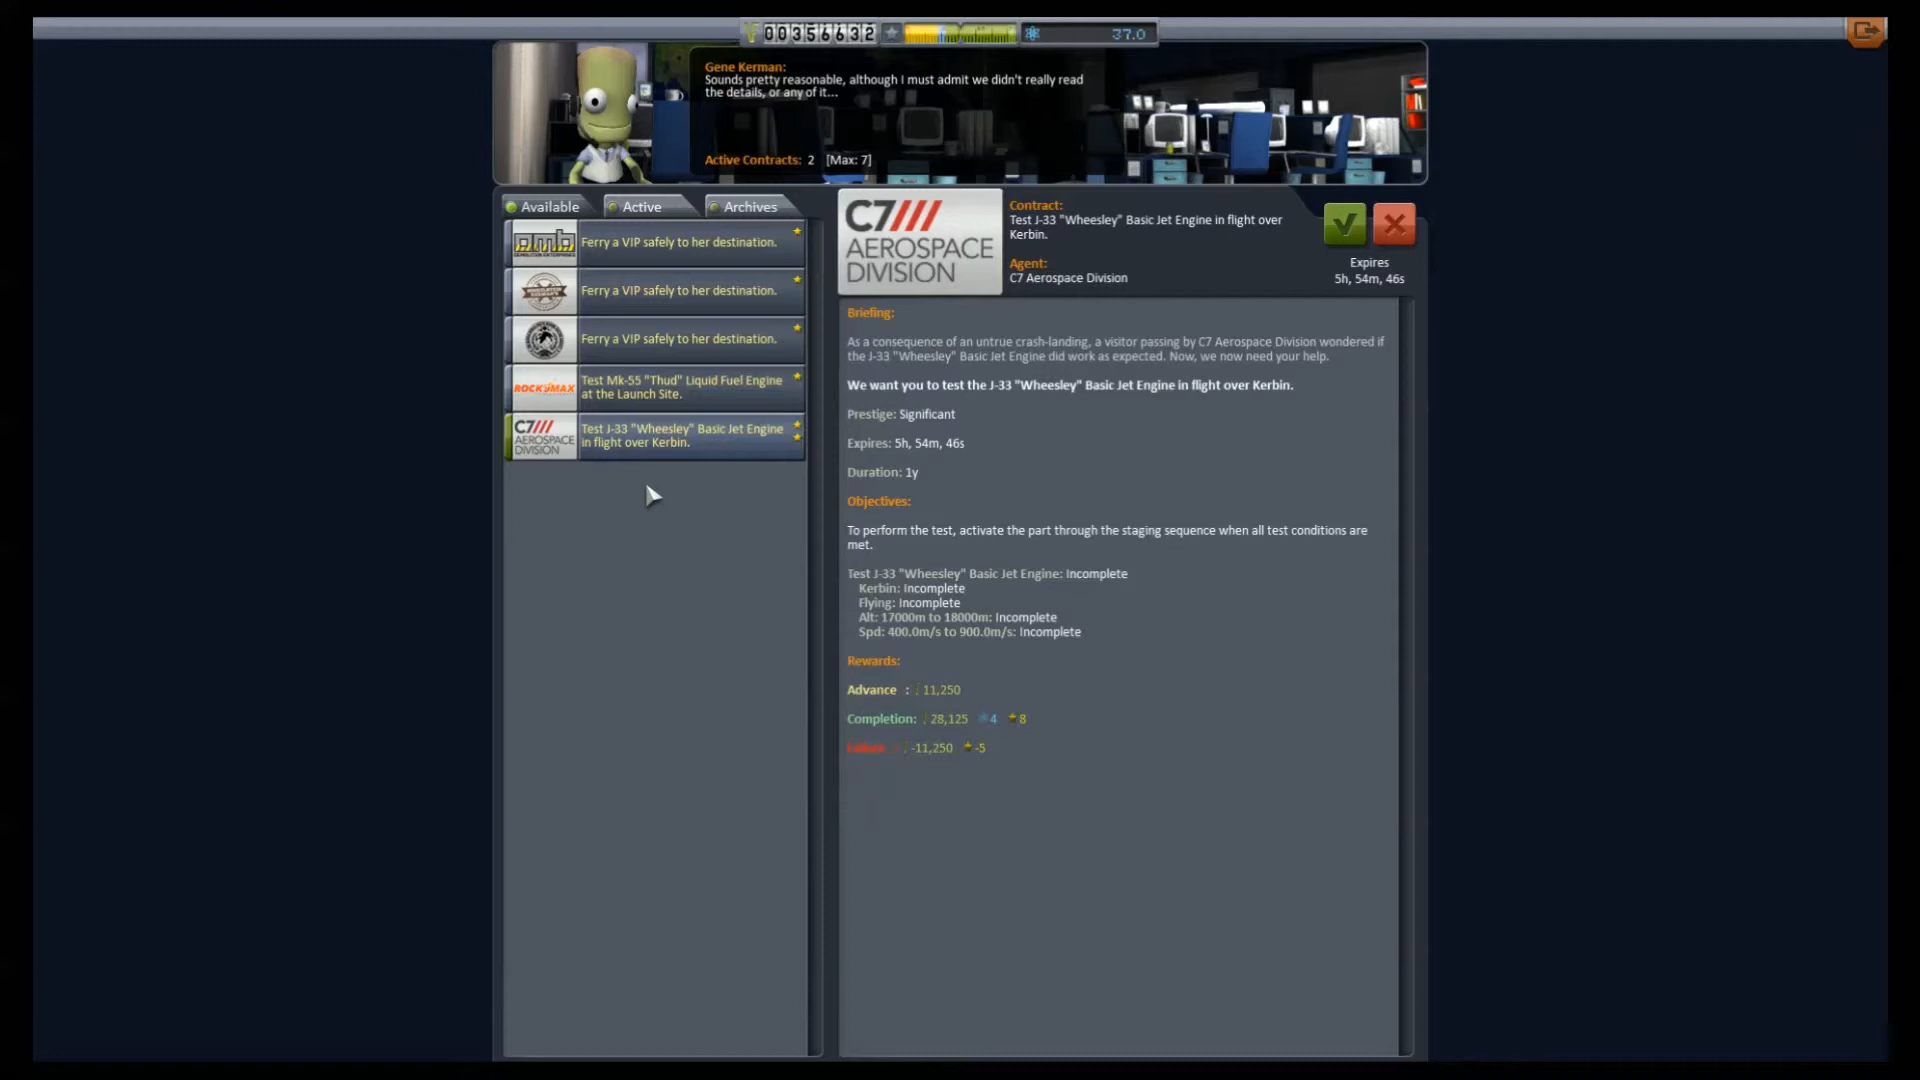 00356632
37.0
Gene Kerman:
Sounds pretty reasonable, although I must admit we didn't really read
the details, or any of it...
Active Contracts: 2 [Max: 7]
Available
Active
Archives
Ferry a VIP safely to her destination.
Ferry a VIP safely to her destination.
Ferry a VIP safely to her destination.
ROCKOMAX
Test Mk-55 "Thud" Liquid Fuel Engine
at the Launch Site.
C7///
AEROSPACE
DIVISION
Test J-33 "Wheesley" Basic Jet Engine
in flight over Kerbin.
C7///
AEROSPACE
DIVISION
Contract:
Test J-33 "Wheesley" Basic Jet Engine in flight over
Kerbin.
Agent:
C7 Aerospace Division
Expires
5h, 54m, 46s
Briefing:
As a consequence of an untrue crash-landing, a visitor passing by C7 Aerospace Division wondered if
the J-33 "Wheesley" Basic Jet Engine did work as expected. Now, we now need your help.
We want you to test the J-33 "Wheesley" Basic Jet Engine in flight over Kerbin.
Prestige: Significant
Expires: 5h, 54m, 46s
Duration: 1y
Objectives:
To perform the test, activate the part through the staging sequence when all test conditions are
met.
Test J-33 "Wheesley" Basic Jet Engine: Incomplete
Kerbin: Incomplete
Flying: Incomplete
Alt: 17000m to 18000m: Incomplete
Spd: 400.0m/s to 900.0m/s: Incomplete
Rewards:
Advance : 11,250
Completion: 28,125 4 8
Failure : -11,250 -5